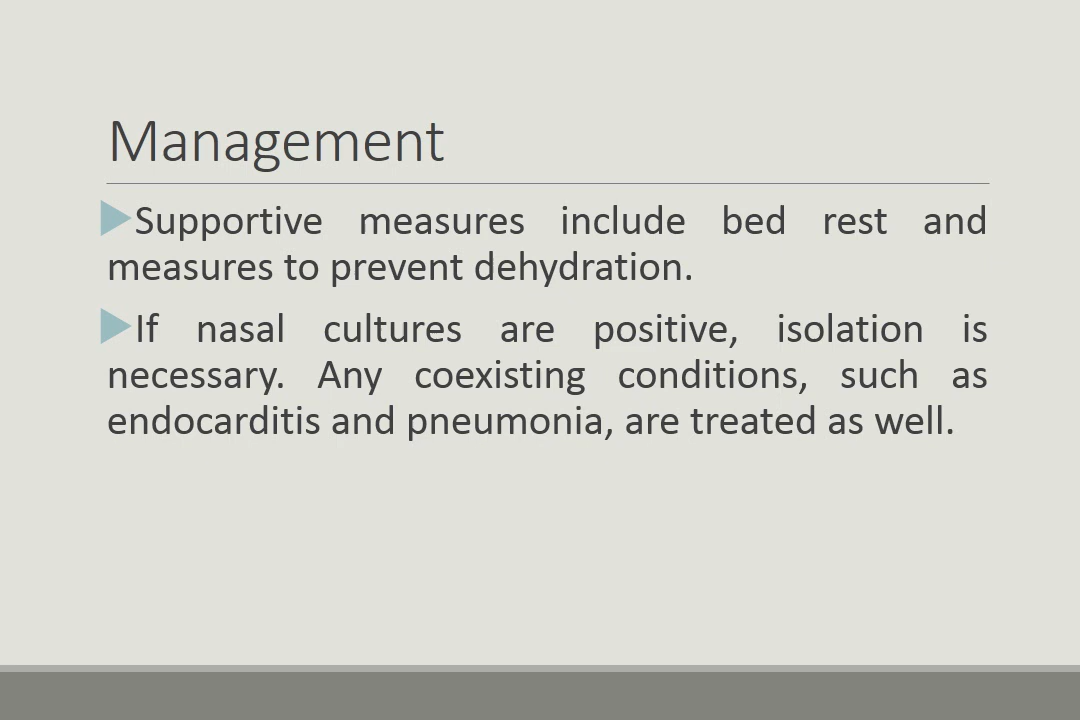 Management
Supportive measures include bed rest and
measures to prevent dehydration.
If nasal cultures are positive, isolation is
necessary. Any coexisting conditions, such as
endocarditis and pneumonia, are treated as well.